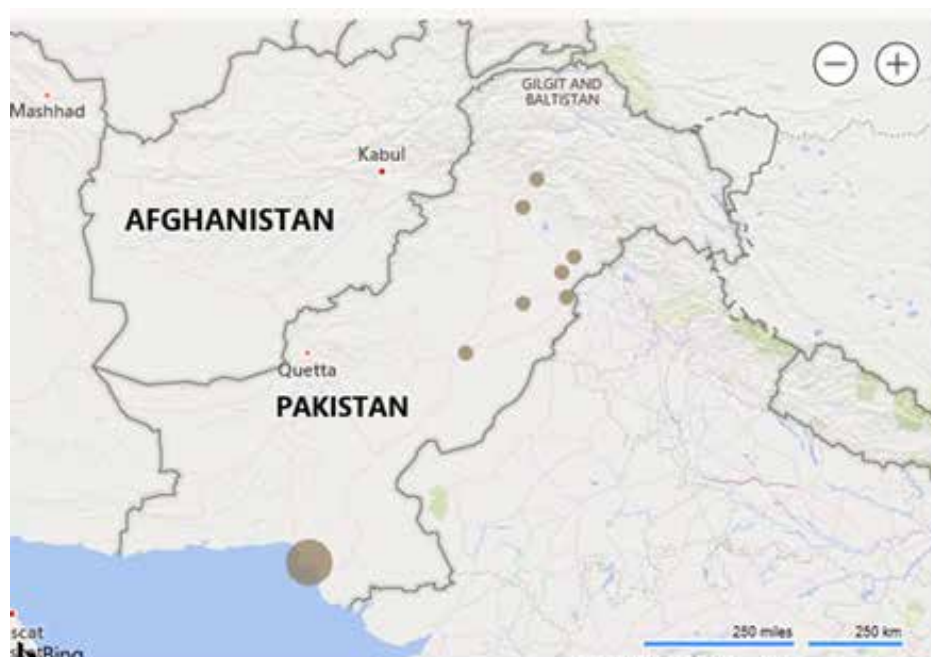 GILGIT AND
BALTISTAN
Mashhad
Kabul
AFGHANISTAN
Quetta
PAKISTAN
scat
Bing
250 miles
250 km